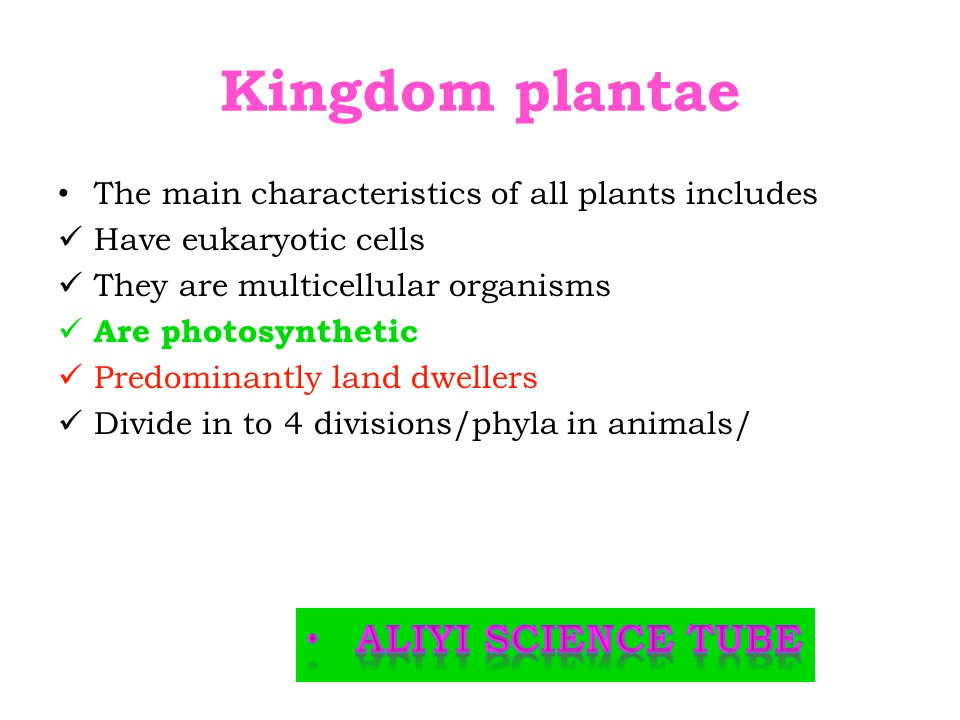 Kingdom plantae
• The main characteristics of all plants includes
✓ Have eukaryotic cells
✓ They are multicellular organisms
✓ Are photosynthetic
✓ Predominantly land dwellers
✓ Divide in to 4 divisions/phyla in animals/
• ALIYI SCIENCE TUBE